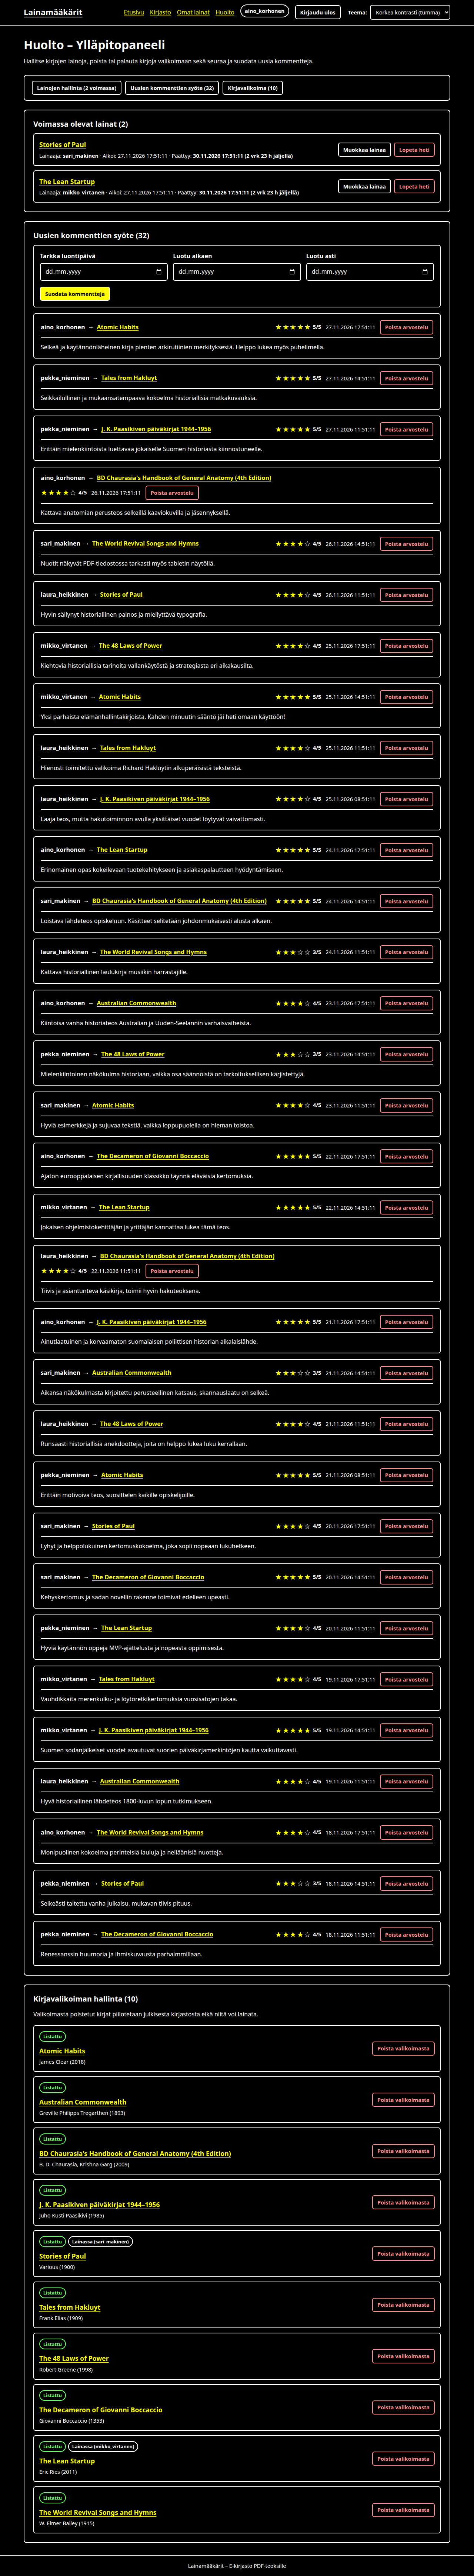 Lainamääkärit
Etusivu Kirjasto Omat lainat Huolto aino_korhonen Kirjaudu ulos Teema: Korkea kontrasti (tumma)
Huolto – Ylläpitopaneeli
Hallitse kirjojen lainoja, poista tai palauta kirjoja valikoimaan sekä seuraa ja suodata uusia kommentteja.
Lainojen hallinta (2 voimassa) Uusien kommenttien syöte (32) Kirjavalikoima (10)
Voimassa olevat lainat (2)
Stories of Paul
Lainaaja: sari_makinen · Alkoi: 27.11.2026 17:51:11 · Päättyy: 30.11.2026 17:51:11 (2 vrk 23 h jäljellä)
Muokkaa lainaa Lopeta heti
The Lean Startup
Lainaaja: mikko_virtanen · Alkoi: 27.11.2026 17:51:11 · Päättyy: 30.11.2026 17:51:11 (2 vrk 23 h jäljellä)
Muokkaa lainaa Lopeta heti
Uusien kommenttien syöte (32)
Tarkka luontipäivä Luotu alkaen Luotu asti
dd.mm.yyyy dd.mm.yyyy dd.mm.yyyy
Suodata kommentteja
aino_korhonen → Atomic Habits ★★★★★ 5/5 27.11.2026 17:51:11 Poista arvostelu
Selkeä ja käytännönläheinen kirja pienten arkirutiinien merkityksestä. Helppo lukea myös puhelimella.
pekka_nieminen → Tales from Hakluyt ★★★★★ 5/5 27.11.2026 14:51:11 Poista arvostelu
Seikkailullinen ja mukaansatempaava kokoelma historiallisia matkakuvauksia.
pekka_nieminen → J. K. Paasikiven päiväkirjat 1944–1956 ★★★★★ 5/5 27.11.2026 11:51:11 Poista arvostelu
Erittäin mielenkiintoista luettavaa jokaiselle Suomen historiasta kiinnostuneelle.
aino_korhonen → BD Chaurasia's Handbook of General Anatomy (4th Edition)
★★★★☆ 4/5 26.11.2026 17:51:11 Poista arvostelu
Kattava anatomian perusteos selkeillä kaaviokuvilla ja jäsennyksellä.
sari_makinen → The World Revival Songs and Hymns ★★★★☆ 4/5 26.11.2026 14:51:11 Poista arvostelu
Nuotit näkyvät PDF-tiedostossa tarkasti myös tabletin näytöllä.
laura_heikkinen → Stories of Paul ★★★★☆ 4/5 26.11.2026 11:51:11 Poista arvostelu
Hyvin säilynyt historiallinen painos ja miellyttävä typografia.
mikko_virtanen → The 48 Laws of Power ★★★★☆ 4/5 25.11.2026 17:51:11 Poista arvostelu
Kiehtovia historiallisia tarinoita vallankäytöstä ja strategiasta eri aikakausilta.
mikko_virtanen → Atomic Habits ★★★★★ 5/5 25.11.2026 14:51:11 Poista arvostelu
Yksi parhaista elämänhallintakirjoista. Kahden minuutin sääntö jäi heti omaan käyttöön!
laura_heikkinen → Tales from Hakluyt ★★★★☆ 4/5 25.11.2026 11:51:11 Poista arvostelu
Hienosti toimitettu valikoima Richard Hakluytin alkuperäisistä teksteistä.
laura_heikkinen → J. K. Paasikiven päiväkirjat 1944–1956 ★★★★☆ 4/5 25.11.2026 08:51:11 Poista arvostelu
Laaja teos, mutta hakutoiminnon avulla yksittäiset vuodet löytyvät vaivattomasti.
aino_korhonen → The Lean Startup ★★★★★ 5/5 24.11.2026 17:51:11 Poista arvostelu
Erinomainen opas kokeilevaan tuotekehitykseen ja asiakaspalautteen hyödyntämiseen.
sari_makinen → BD Chaurasia's Handbook of General Anatomy (4th Edition) ★★★★★ 5/5 24.11.2026 14:51:11 Poista arvostelu
Loistava lähdeteos opiskeluun. Käsitteet selitetään johdonmukaisesti alusta alkaen.
laura_heikkinen → The World Revival Songs and Hymns ★★★☆☆ 3/5 24.11.2026 11:51:11 Poista arvostelu
Kattava historiallinen laulukirja musiikin harrastajille.
aino_korhonen → Australian Commonwealth ★★★★☆ 4/5 23.11.2026 17:51:11 Poista arvostelu
Kiintoisa vanha historiateos Australian ja Uuden-Seelannin varhaisvaiheista.
pekka_nieminen → The 48 Laws of Power ★★★☆☆ 3/5 23.11.2026 14:51:11 Poista arvostelu
Mielenkiintoinen näkökulma historiaan, vaikka osa säännöistä on tarkoituksellisen kärjistettyjä.
sari_makinen → Atomic Habits ★★★★☆ 4/5 23.11.2026 11:51:11 Poista arvostelu
Hyviä esimerkkejä ja sujuvaa tekstiä, vaikka loppupuolella on hieman toistoa.
aino_korhonen → The Decameron of Giovanni Boccaccio ★★★★★ 5/5 22.11.2026 17:51:11 Poista arvostelu
Ajaton eurooppalaisen kirjallisuuden klassikko täynnä eläväisiä kertomuksia.
mikko_virtanen → The Lean Startup ★★★★★ 5/5 22.11.2026 14:51:11 Poista arvostelu
Jokaisen ohjelmistokehittäjän ja yrittäjän kannattaa lukea tämä teos.
laura_heikkinen → BD Chaurasia's Handbook of General Anatomy (4th Edition)
★★★★☆ 4/5 22.11.2026 11:51:11 Poista arvostelu
Tiivis ja asiantunteva käsikirja, toimii hyvin hakuteoksena.
aino_korhonen → J. K. Paasikiven päiväkirjat 1944–1956 ★★★★★ 5/5 21.11.2026 17:51:11 Poista arvostelu
Ainutlaatuinen ja korvaamaton suomalaisen poliittisen historian aikalaislähde.
sari_makinen → Australian Commonwealth ★★★☆☆ 3/5 21.11.2026 14:51:11 Poista arvostelu
Aikansa näkökulmasta kirjoitettu perusteellinen katsaus, skannauslaatu on selkeä.
laura_heikkinen → The 48 Laws of Power ★★★★☆ 4/5 21.11.2026 11:51:11 Poista arvostelu
Runsaasti historiallisia anekdootteja, joita on helppo lukea luku kerrallaan.
pekka_nieminen → Atomic Habits ★★★★★ 5/5 21.11.2026 08:51:11 Poista arvostelu
Erittäin motivoiva teos, suosittelen kaikille opiskelijoille.
sari_makinen → Stories of Paul ★★★★☆ 4/5 20.11.2026 17:51:11 Poista arvostelu
Lyhyt ja helppolukuinen kertomuskokoelma, joka sopii nopeaan lukuhetkeen.
sari_makinen → The Decameron of Giovanni Boccaccio ★★★★★ 5/5 20.11.2026 14:51:11 Poista arvostelu
Kehyskertomus ja sadan novellin rakenne toimivat edelleen upeasti.
pekka_nieminen → The Lean Startup ★★★★☆ 4/5 20.11.2026 11:51:11 Poista arvostelu
Hyviä käytännön oppeja MVP-ajattelusta ja nopeasta oppimisesta.
mikko_virtanen → Tales from Hakluyt ★★★★☆ 4/5 19.11.2026 17:51:11 Poista arvostelu
Vauhdikkaita merenkulku- ja löytöretkikertomuksia vuosisatojen takaa.
mikko_virtanen → J. K. Paasikiven päiväkirjat 1944–1956 ★★★★★ 5/5 19.11.2026 14:51:11 Poista arvostelu
Suomen sodanjälkeiset vuodet avautuvat suorien päiväkirjamerkintöjen kautta vaikuttavasti.
laura_heikkinen → Australian Commonwealth ★★★★☆ 4/5 19.11.2026 11:51:11 Poista arvostelu
Hyvä historiallinen lähdeteos 1800-luvun lopun tutkimukseen.
aino_korhonen → The World Revival Songs and Hymns ★★★★☆ 4/5 18.11.2026 17:51:11 Poista arvostelu
Monipuolinen kokoelma perinteisiä lauluja ja neliäänisiä nuotteja.
pekka_nieminen → Stories of Paul ★★★☆☆ 3/5 18.11.2026 14:51:11 Poista arvostelu
Selkeästi taitettu vanha julkaisu, mukavan tiivis pituus.
pekka_nieminen → The Decameron of Giovanni Boccaccio ★★★★☆ 4/5 18.11.2026 11:51:11 Poista arvostelu
Renessanssin huumoria ja ihmiskuvausta parhaimmillaan.
Kirjavalikoiman hallinta (10)
Valikoimasta poistetut kirjat piilotetaan julkisesta kirjastosta eikä niitä voi lainata.
Listattu
Atomic Habits
James Clear (2018)
Poista valikoimasta
Listattu
Australian Commonwealth
Greville Philipps Tregarthen (1893)
Poista valikoimasta
Listattu
BD Chaurasia's Handbook of General Anatomy (4th Edition)
B. D. Chaurasia, Krishna Garg (2009)
Poista valikoimasta
Listattu
J. K. Paasikiven päiväkirjat 1944–1956
Juho Kusti Paasikivi (1985)
Poista valikoimasta
Listattu Lainassa (sari_makinen)
Stories of Paul
Various (1900)
Poista valikoimasta
Listattu
Tales from Hakluyt
Frank Elias (1909)
Poista valikoimasta
Listattu
The 48 Laws of Power
Robert Greene (1998)
Poista valikoimasta
Listattu
The Decameron of Giovanni Boccaccio
Giovanni Boccaccio (1353)
Poista valikoimasta
Listattu Lainassa (mikko_virtanen)
The Lean Startup
Eric Ries (2011)
Poista valikoimasta
Listattu
The World Revival Songs and Hymns
W. Elmer Bailey (1915)
Poista valikoimasta
Lainamääkärit – E-kirjasto PDF-teoksille